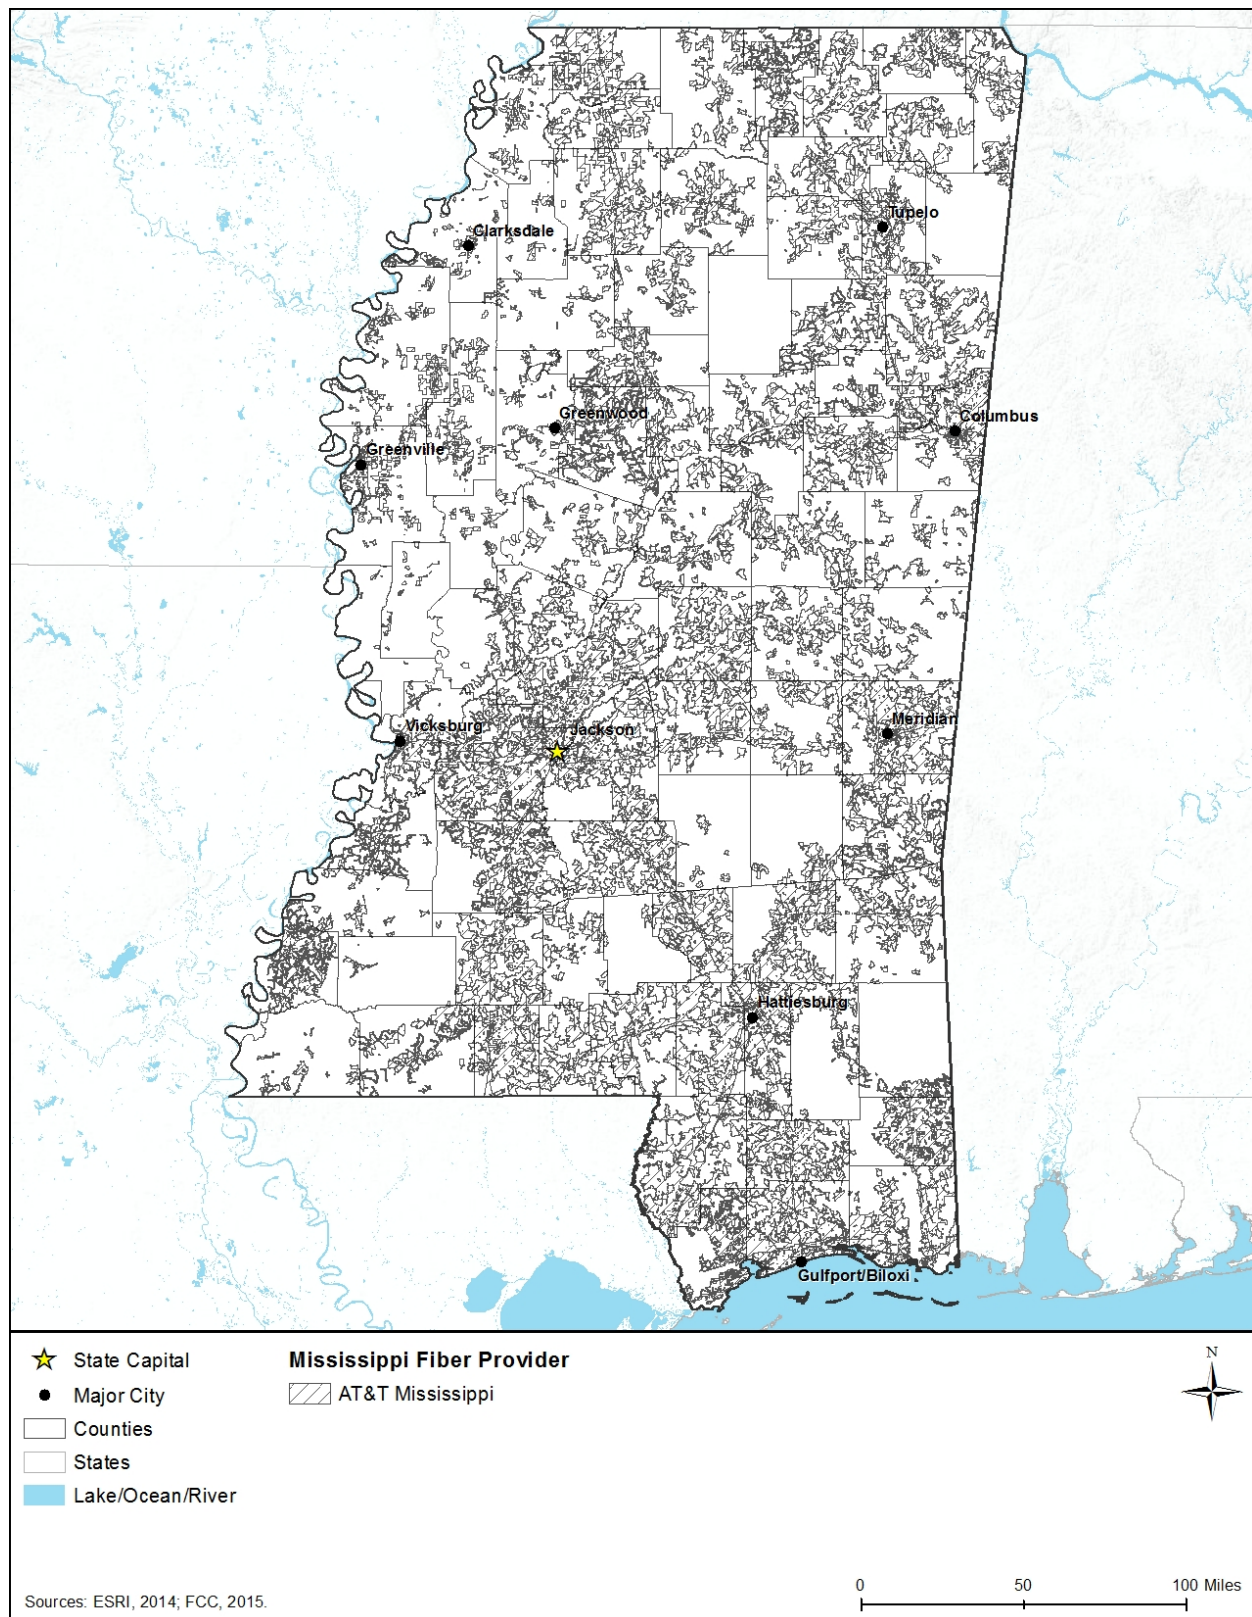 Tupelo
Clarksdale
Greenwood
Columbus
Greenville
Meridian
Vicksburg
Jackson
Hattiesburg
Gulfport/Biloxi
State Capital
Mississippi Fiber Provider
N
Major City
AT&T Mississippi
Counties
States
Lake/Ocean/River
0 50 100 Miles
Sources: ESRI, 2014; FCC, 2015.